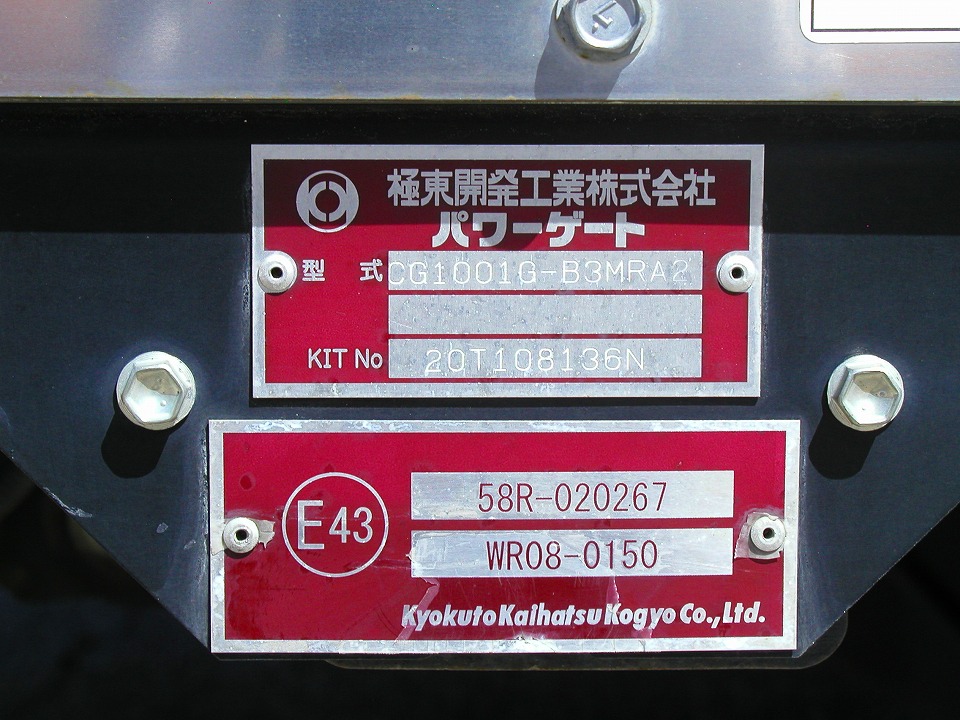 極東開発工業株式会社
パワーゲート
型 式 CG1001G-B3MRA2
KIT No 20T108136N
E43
58R-020267
WR08-0150
Kyokuto Kaihatsu Kogyo Co., Ltd.